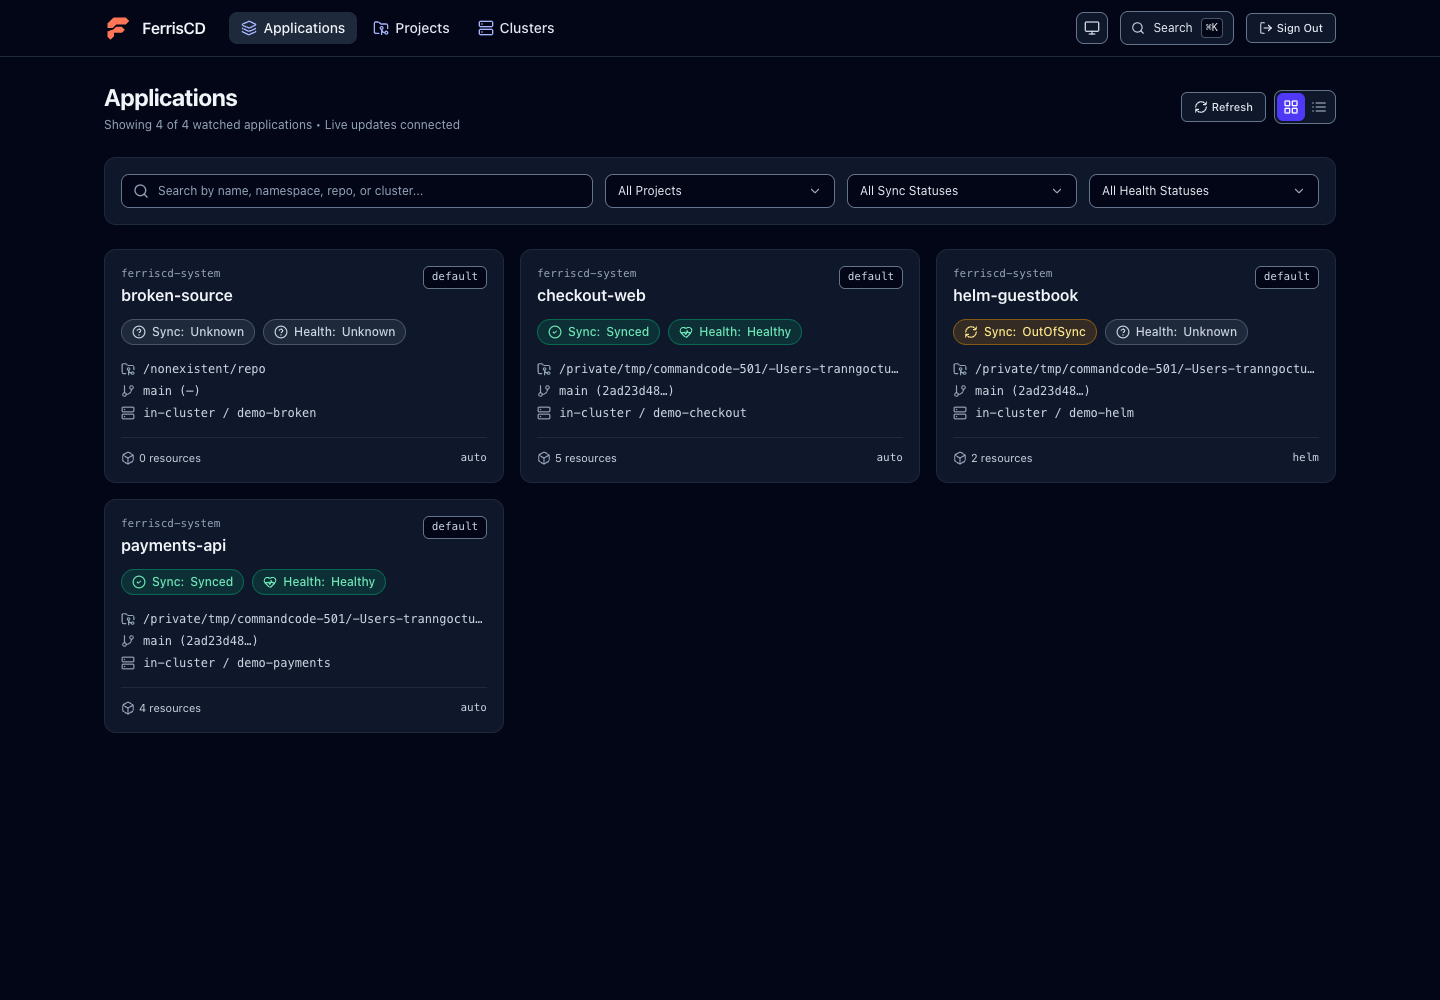 FerrisCD Applications Projects Clusters Search ⌘K Sign Out
Applications
Showing 4 of 4 watched applications • Live updates connected
Refresh
Search by name, namespace, repo, or cluster...
All Projects
All Sync Statuses
All Health Statuses
ferriscd-system
default
broken-source
Sync: Unknown Health: Unknown
/nonexistent/repo
main (—)
in-cluster / demo-broken
0 resources auto
ferriscd-system
default
checkout-web
Sync: Synced Health: Healthy
/private/tmp/commandcode-501/-Users-tranngoctu…
main (2ad23d48…)
in-cluster / demo-checkout
5 resources auto
ferriscd-system
default
helm-guestbook
Sync: OutOfSync Health: Unknown
/private/tmp/commandcode-501/-Users-tranngoctu…
main (2ad23d48…)
in-cluster / demo-helm
2 resources helm
ferriscd-system
default
payments-api
Sync: Synced Health: Healthy
/private/tmp/commandcode-501/-Users-tranngoctu…
main (2ad23d48…)
in-cluster / demo-payments
4 resources auto